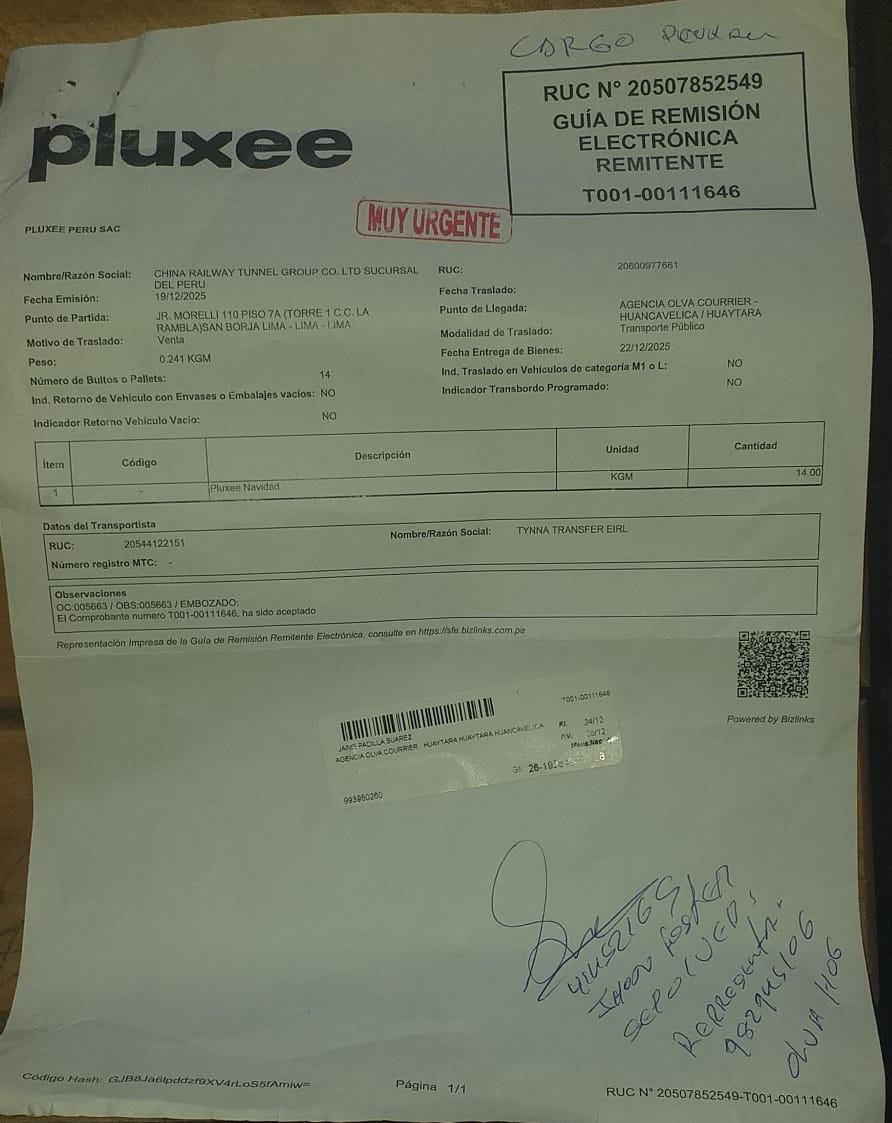 CARGO
pluxee
RUC N° 20507852549
GUÍA DE REMISIÓN
ELECTRÓNICA
REMITENTE
T001-00111646
MUY URGENTE
PLUXEE PERU SAC
Nombre/Razón Social: CHINA RAILWAY TUNNEL GROUP CO. LTD SUCURSAL DEL PERU
RUC: 20600977661
Fecha Emisión: 19/12/2025
Fecha Traslado:
Punto de Partida: JR. MORELLI 110 PISO 7A (TORRE 1 C.C. LA RAMBLA)SAN BORJA LIMA - LIMA - LIMA
Punto de Llegada: AGENCIA OLVA COURRIER - HUANCAVELICA / HUAYTARA
Motivo de Traslado: Venta
Modalidad de Traslado: Transporte Público
Peso: 0.241 KGM
Fecha Entrega de Bienes: 22/12/2025
Número de Bultos o Pallets: 14
Ind. Traslado en Vehículos de categoría M1 o L: NO
Ind. Retorno de Vehiculo con Envases o Embalajes vacios: NO
Indicador Transbordo Programado: NO
Indicador Retorno Vehículo Vacio: NO
Ítem Código Descripción Unidad Cantidad
1 - Pluxee Navidad KGM 14.00
Datos del Transportista
RUC: 20544122151
Nombre/Razón Social: TYNNA TRANSFER EIRL
Número registro MTC: -
Observaciones
OC:005663 / OBS:005663 / EMBOZADO:
El Comprobante numero T001-00111646, ha sido aceptado
Representación Impresa de la Guía de Remisión Remitente Electrónica, consulte en https://sfe.bizlinks.com.pe
Powered by Bizlinks
T001-00111646
JAIME PADILLA SUAREZ
AGENCIA OLVA COURRIER HUAYTARA HUAYTARA HUANCAVELICA
24/12
993960260
REPRESENTA
OLVA
Código Hash: GJB8Ja6lpddzf9XV4rLoS5fAmiw=
Página 1/1
RUC N° 20507852549-T001-00111646